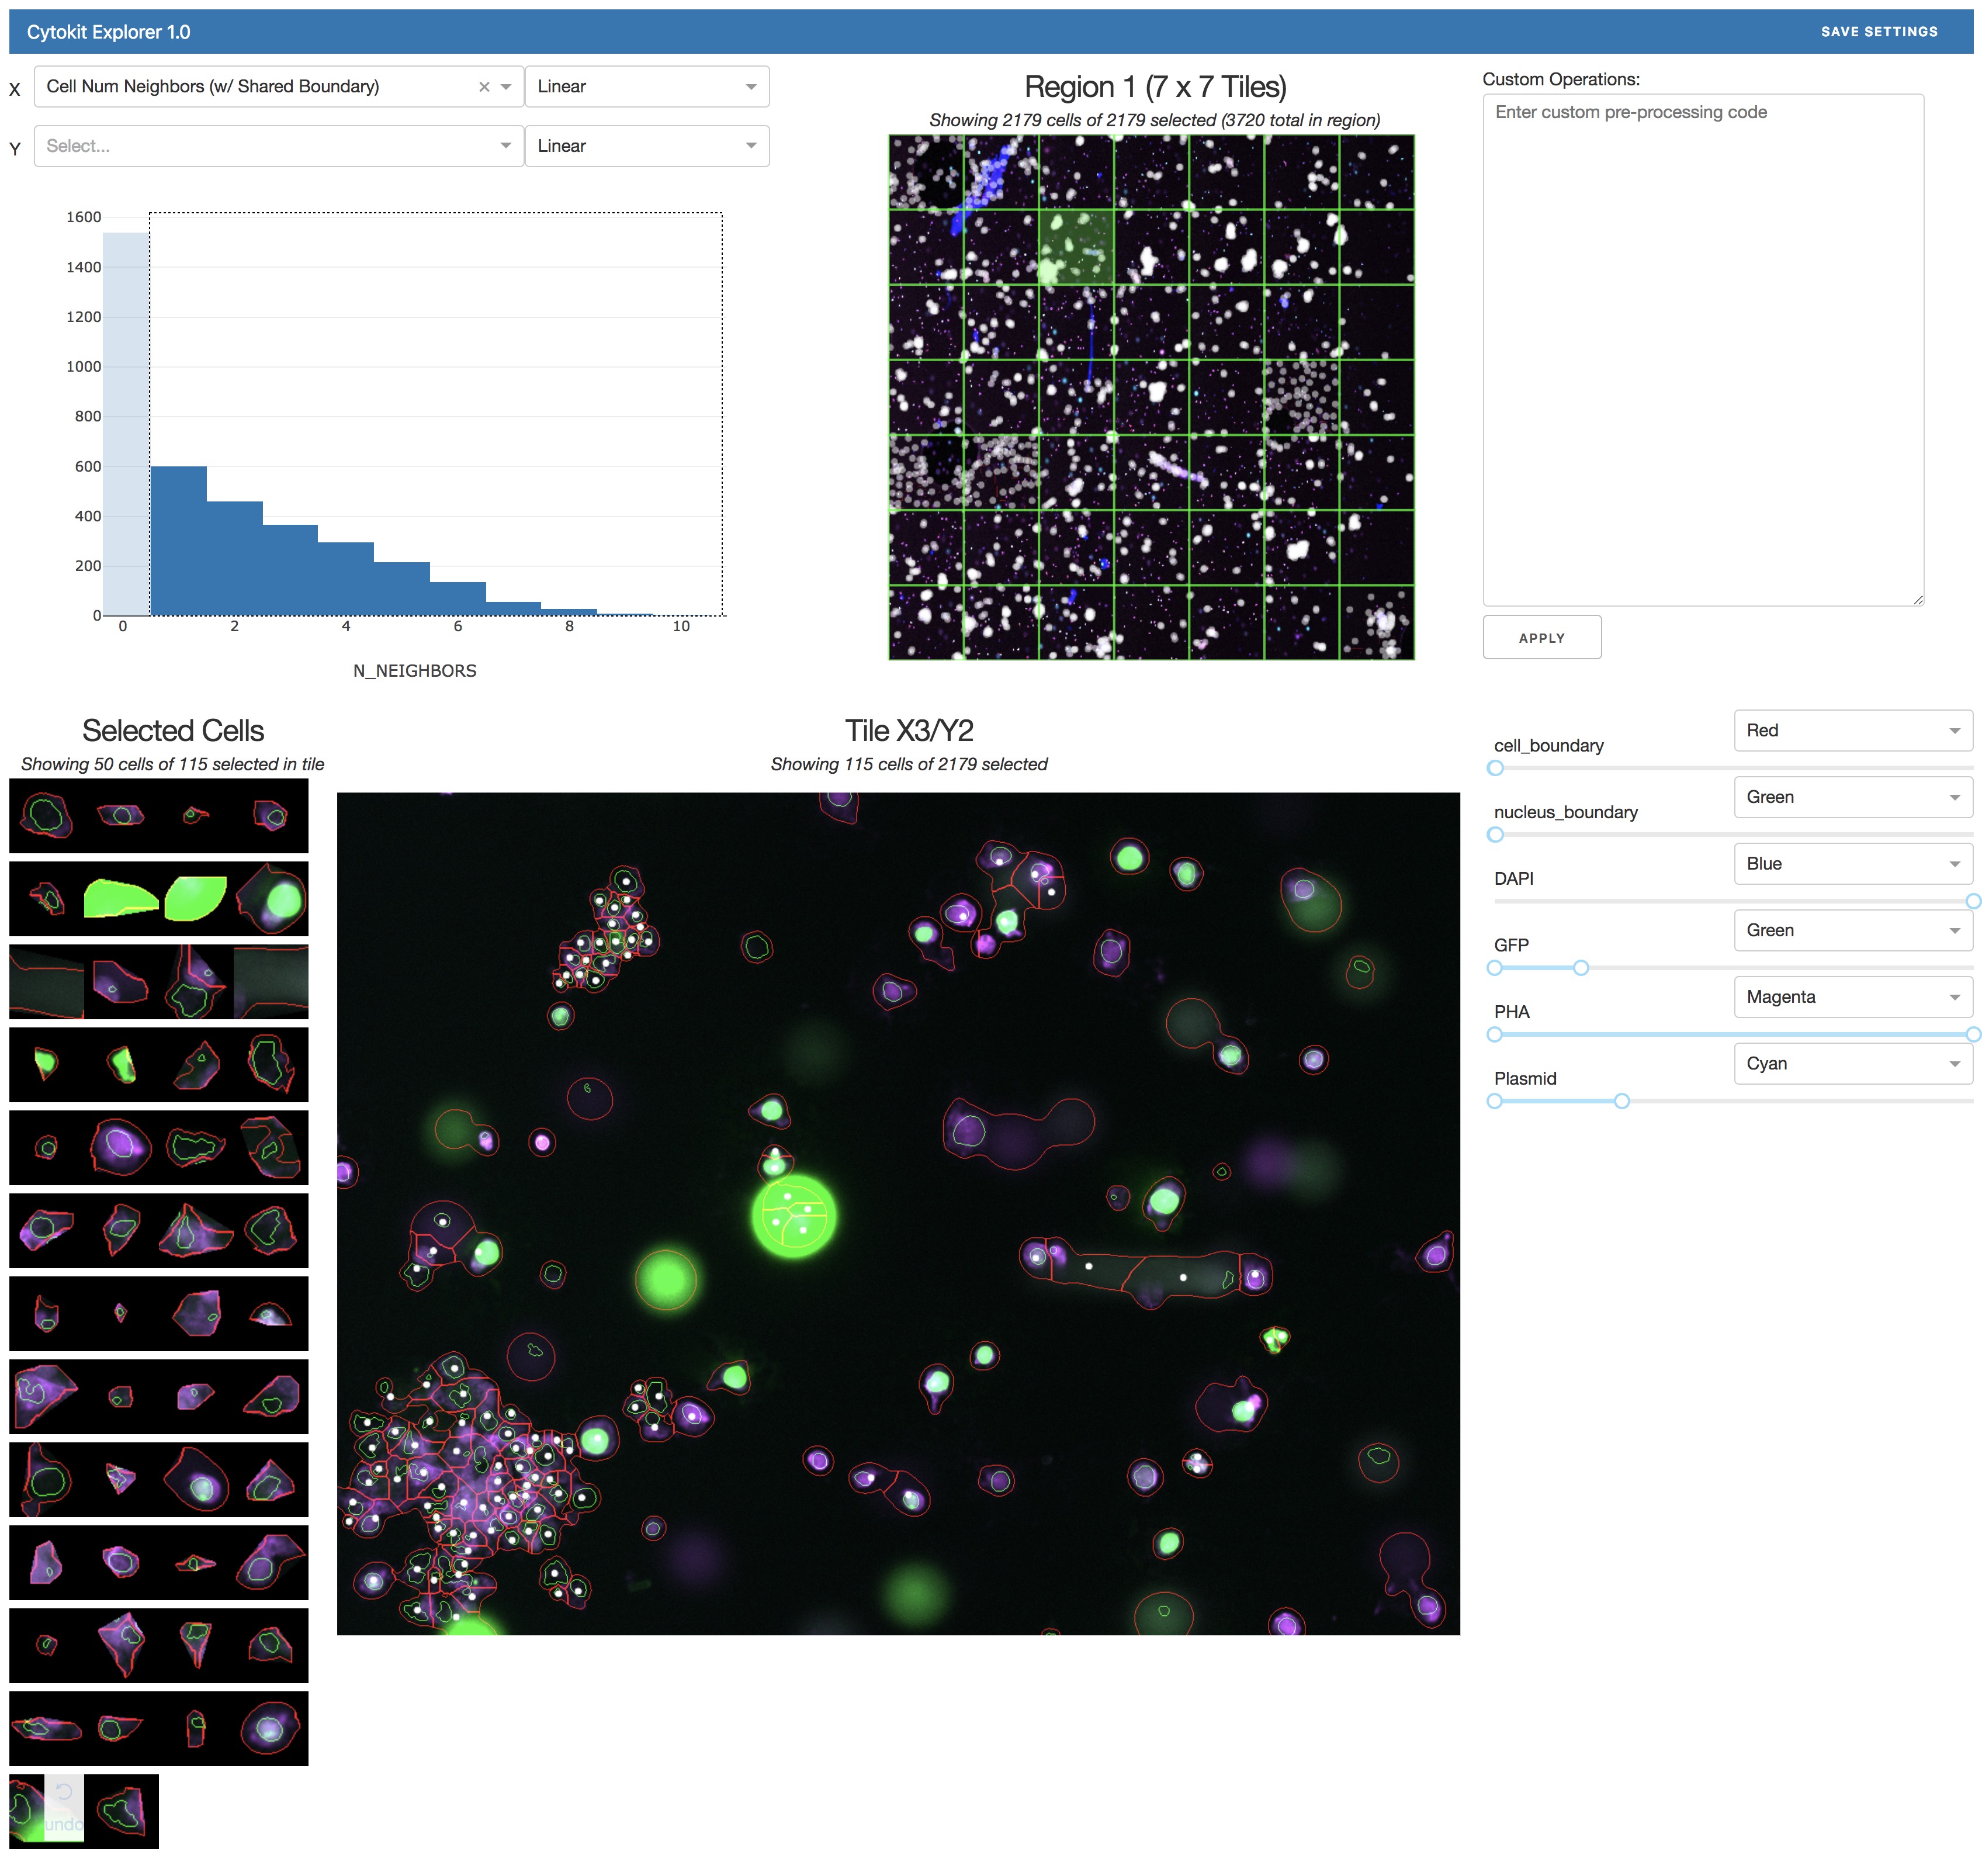 Cytokit Explorer 1.0
SAVE SETTINGS
X
Cell Num Neighbors (w/ Shared Boundary)
×
Linear
Y
Select...
Linear
1600
1400
1200
1000
800
600
400
200
0
0 2 4 6 8 10
N_NEIGHBORS
Region 1 (7 x 7 Tiles)
Showing 2179 cells of 2179 selected (3720 total in region)
Custom Operations:
Enter custom pre-processing code
APPLY
Selected Cells
Showing 50 cells of 115 selected in tile
undo
Tile X3/Y2
Showing 115 cells of 2179 selected
cell_boundary
Red
nucleus_boundary
Green
DAPI
Blue
GFP
Green
PHA
Magenta
Plasmid
Cyan